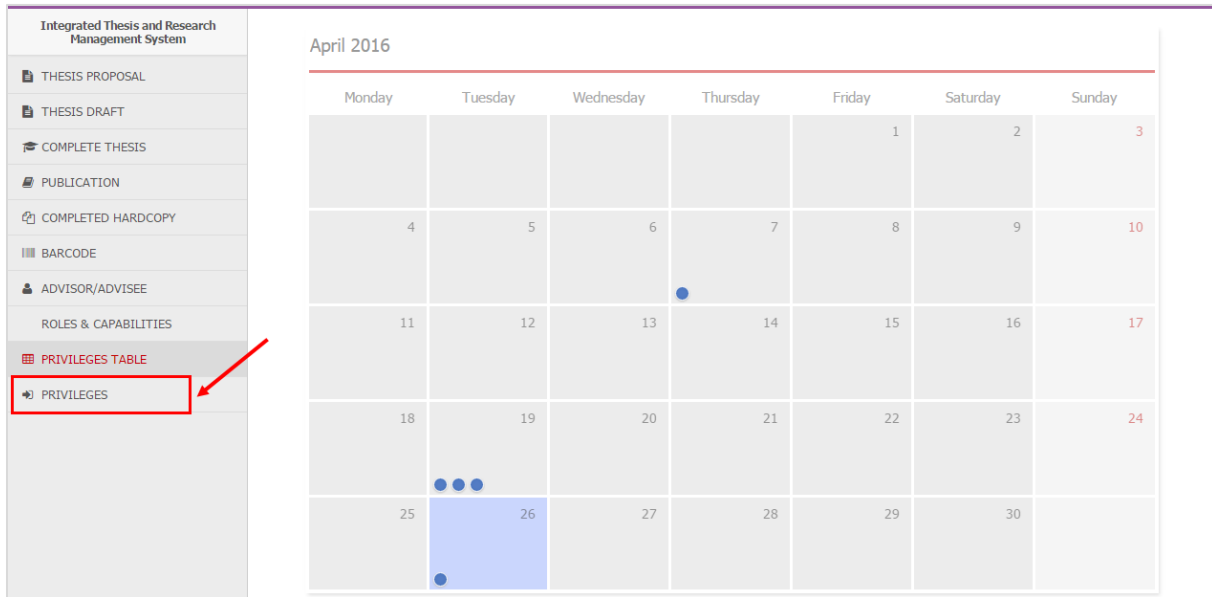 Integrated Thesis and Research
Management System
THESIS PROPOSAL
THESIS DRAFT
COMPLETE THESIS
PUBLICATION
COMPLETED HARDCOPY
BARCODE
ADVISOR/ADVISEE
ROLES & CAPABILITIES
PRIVILEGES TABLE
PRIVILEGES
April 2016
Monday Tuesday Wednesday Thursday Friday Saturday Sunday
1 2 3
4 5 6 7 8 9 10
11 12 13 14 15 16 17
18 19 20 21 22 23 24
25 26 27 28 29 30